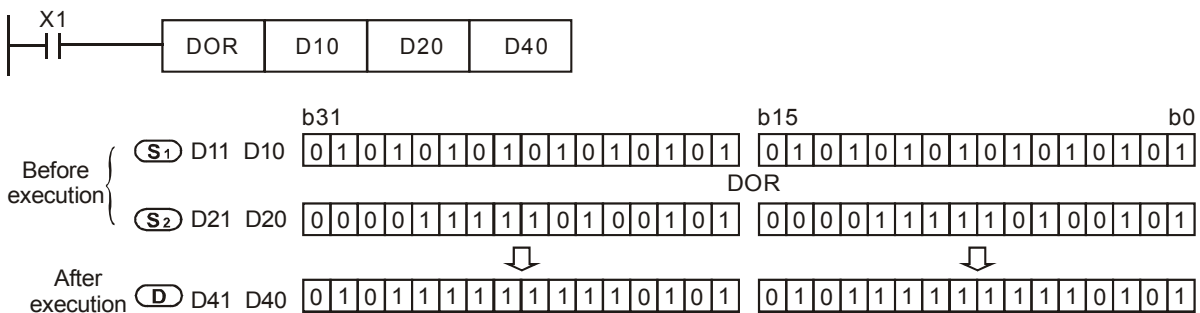 X1
DOR D10 D20 D40
b31 b15 b0
Before execution
S1 D11 D10 0 1 0 1 0 1 0 1 0 1 0 1 0 1 0 1 0 1 0 1 0 1 0 1 0 1 0 1 0 1 0 1
DOR
S2 D21 D20 0 0 0 0 1 1 1 1 1 0 1 0 0 1 0 1 0 0 0 0 1 1 1 1 1 0 1 0 0 1 0 1
After execution
D D41 D40 0 1 0 1 1 1 1 1 1 1 1 1 0 1 0 1 0 1 0 1 1 1 1 1 1 1 1 1 0 1 0 1